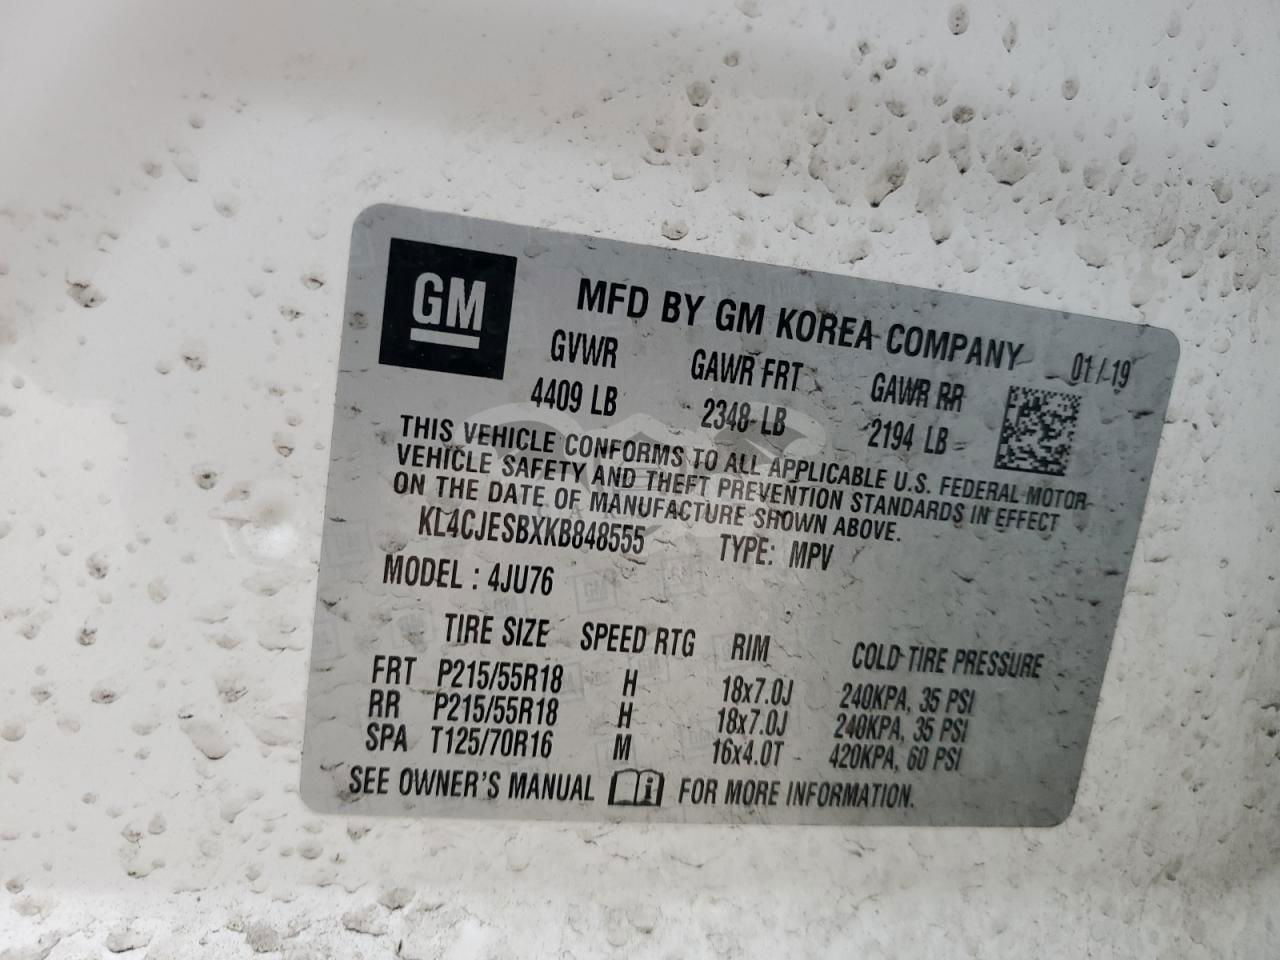 GM
MFD BY GM KOREA COMPANY 01/19
GVWR GAWR FRT GAWR RR
4409 LB 2348 LB 2194 LB
THIS VEHICLE CONFORMS TO ALL APPLICABLE U.S. FEDERAL MOTOR
VEHICLE SAFETY AND THEFT PREVENTION STANDARDS IN EFFECT
ON THE DATE OF MANUFACTURE SHOWN ABOVE.
KL4CJESBXKB848555 TYPE: MPV
MODEL : 4JU76
TIRE SIZE SPEED RTG RIM COLD TIRE PRESSURE
FRT P215/55R18 H 18x7.0J 240KPA, 35 PSI
RR P215/55R18 H 18x7.0J 240KPA, 35 PSI
SPA T125/70R16 M 16x4.0T 420KPA, 60 PSI
SEE OWNER'S MANUAL FOR MORE INFORMATION.